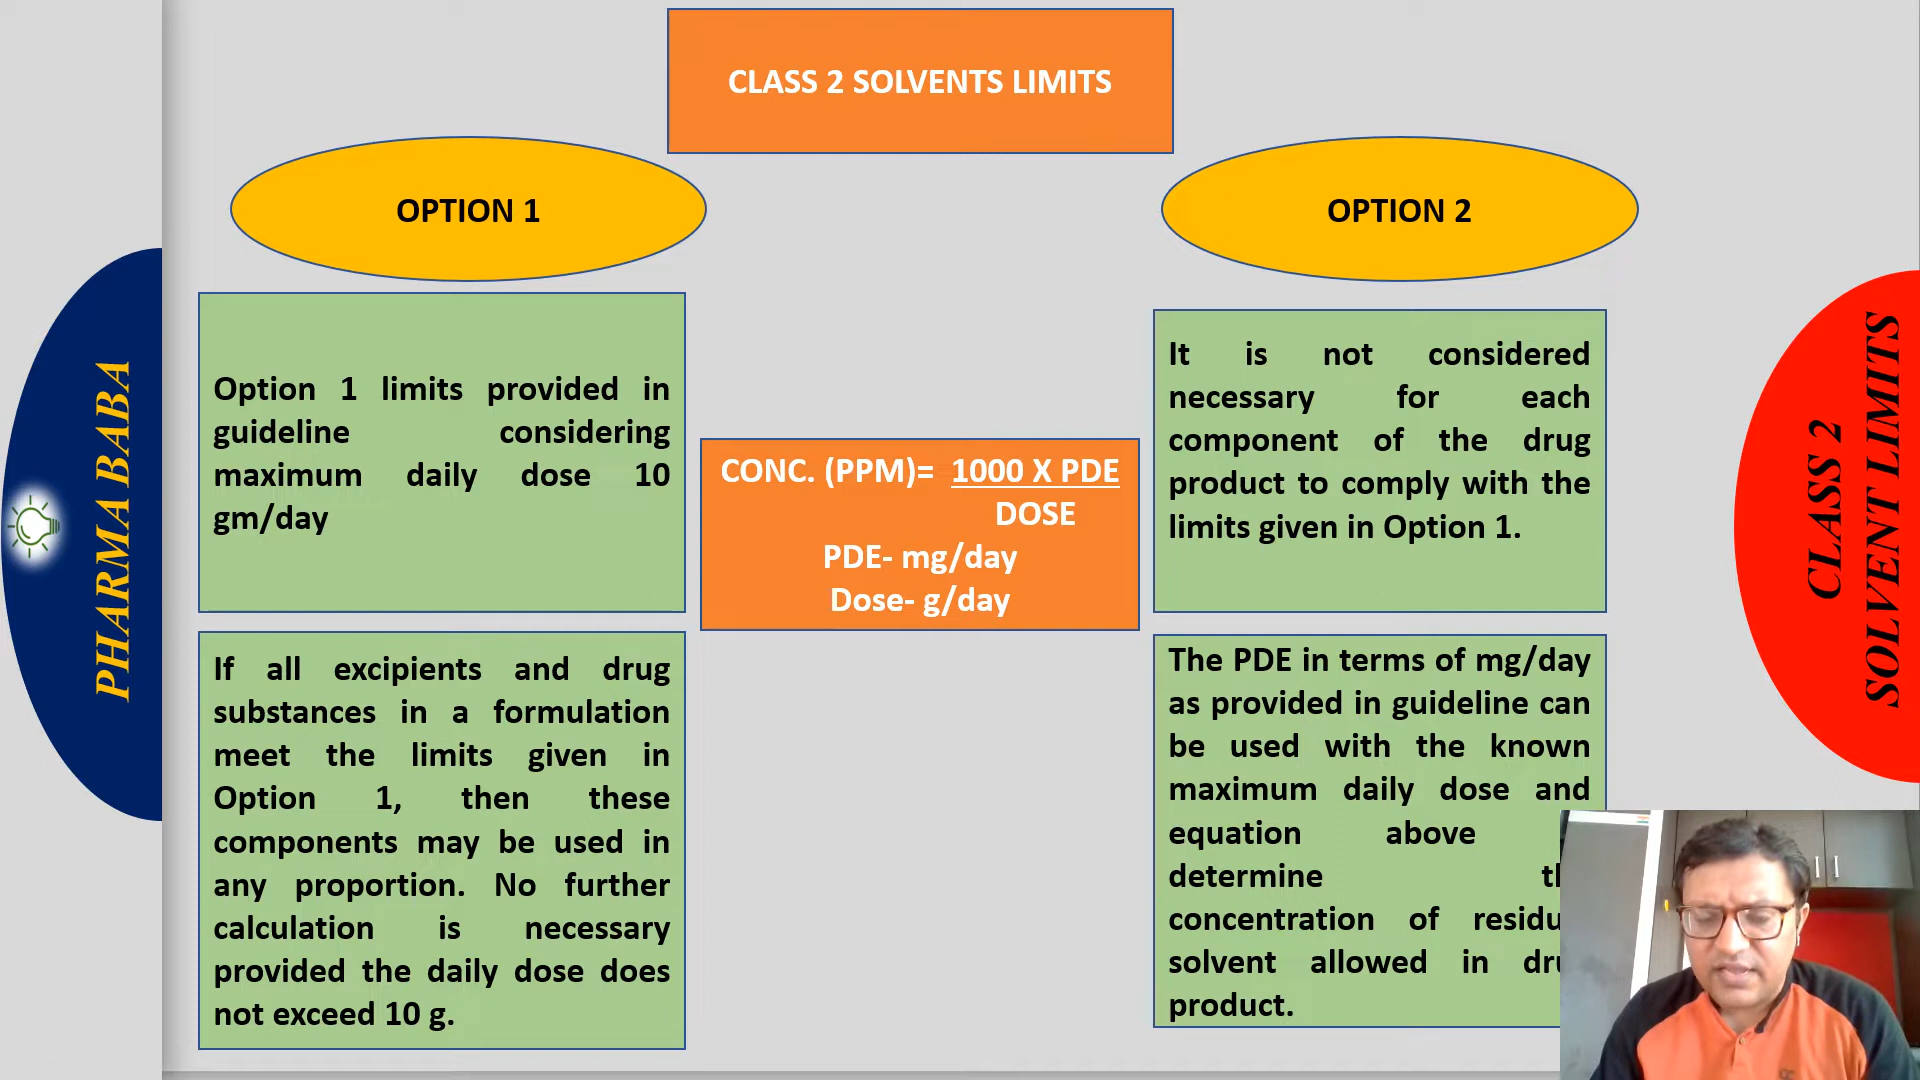 CLASS 2 SOLVENTS LIMITS
OPTION 1
OPTION 2
Option 1 limits provided in
guideline considering
maximum daily dose 10
gm/day
If all excipients and drug
substances in a formulation
meet the limits given in
Option 1, then these
components may be used in
any proportion. No further
calculation is necessary
provided the daily dose does
not exceed 10 g.
CONC. (PPM)= 1000 X PDE
DOSE
PDE- mg/day
Dose- g/day
It is not considered
necessary for each
component of the drug
product to comply with the
limits given in Option 1.
The PDE in terms of mg/day
as provided in guideline can
be used with the known
maximum daily dose and
equation above
determine
concentration of
solvent allowed in
product.
PHARMA BABA
CLASS 2
SOLVENT LIMITS